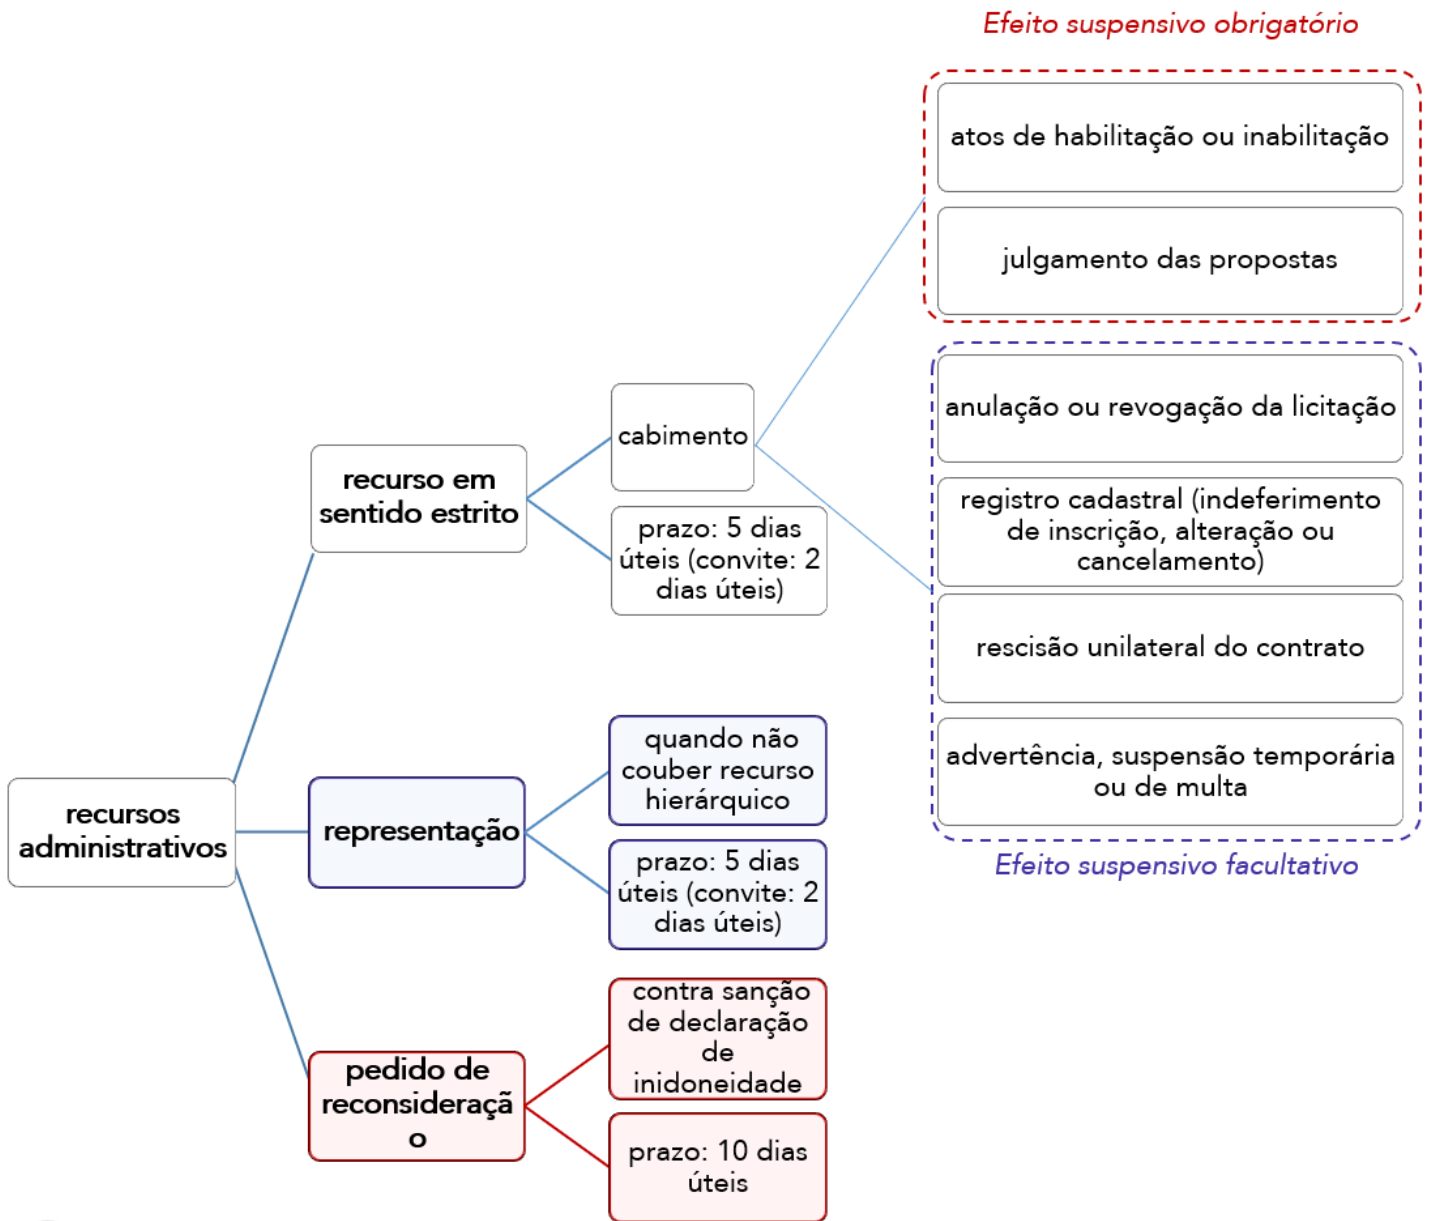 Efeito suspensivo obrigatório
atos de habilitação ou inabilitação
julgamento das propostas
anulação ou revogação da licitação
registro cadastral (indeferimento
de inscrição, alteração ou
cancelamento)
rescisão unilateral do contrato
advertência, suspensão temporária
ou de multa
Efeito suspensivo facultativo
cabimento
prazo: 5 dias
úteis (convite: 2
dias úteis)
recurso em
sentido estrito
quando não
couber recurso
hierárquico
prazo: 5 dias
úteis (convite: 2
dias úteis)
representação
recursos
administrativos
contra sanção
de declaração
de
inidoneidade
prazo: 10 dias
úteis
pedido de
reconsideraçã
o